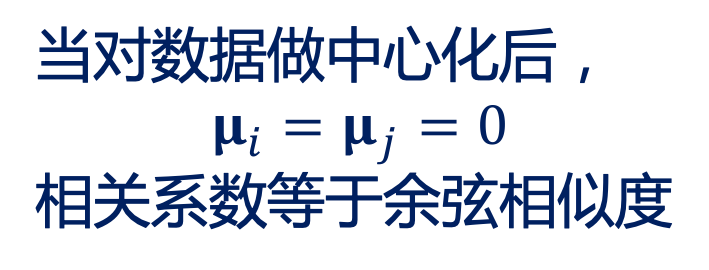 当对数据做中心化后，
𝛍ᵢ = 𝛍ⱼ = 0
相关系数等于余弦相似度